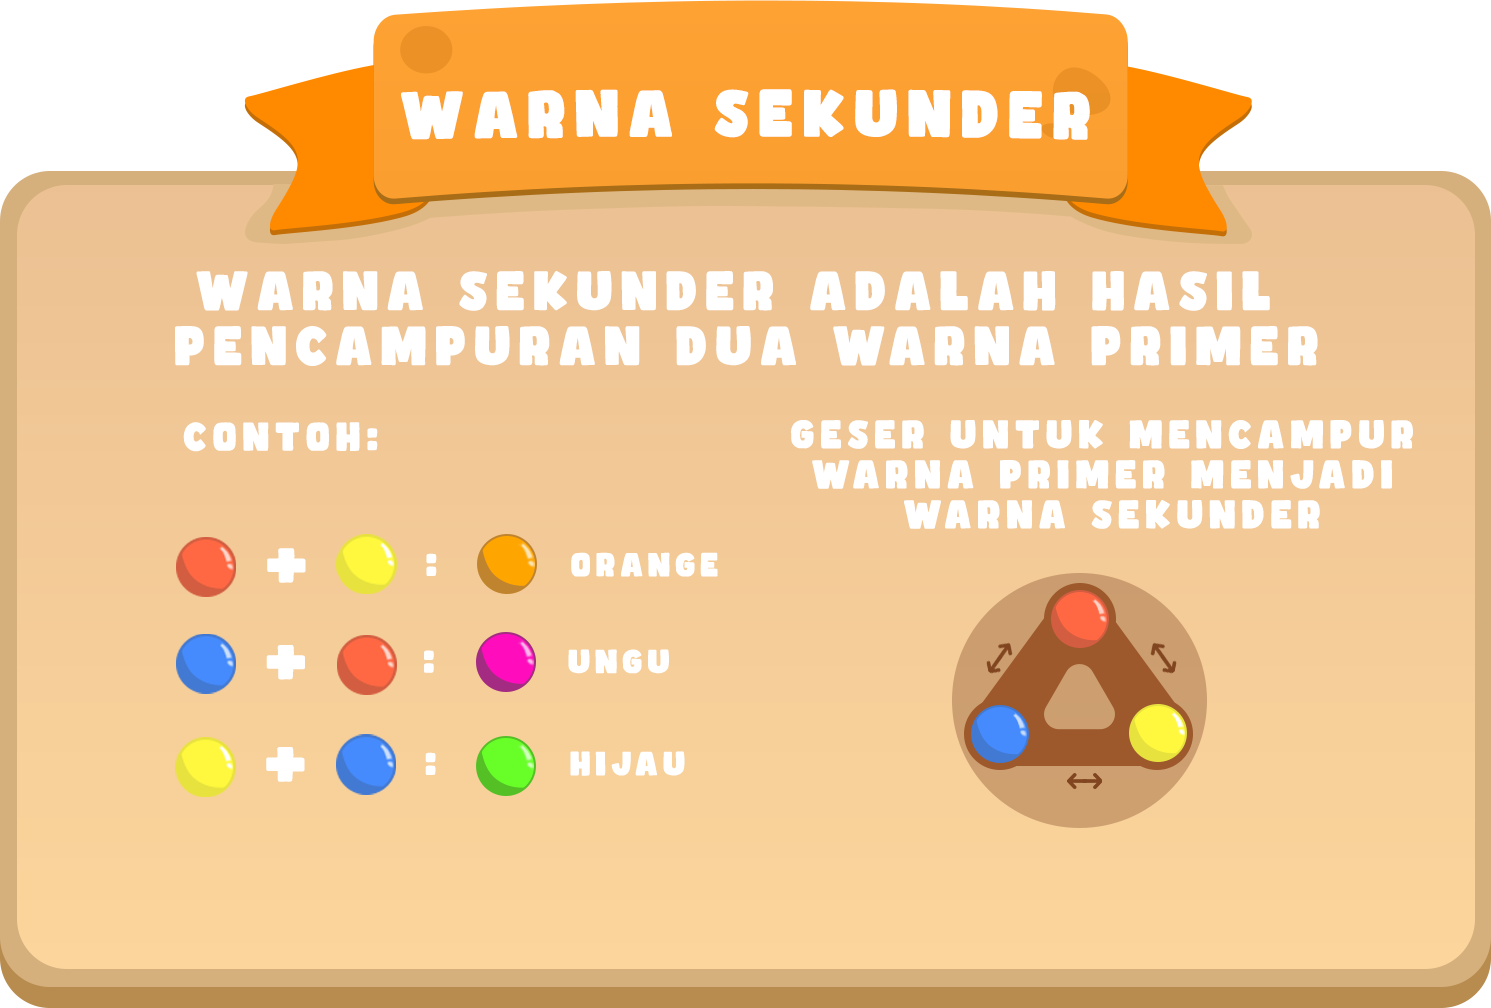 WARNA SEKUNDER
WARNA SEKUNDER ADALAH HASIL
PENCAMPURAN DUA WARNA PRIMER
CONTOH:
+ : ORANGE
+ : UNGU
+ : HIJAU
GESER UNTUK MENCAMPUR
WARNA PRIMER MENJADI
WARNA SEKUNDER